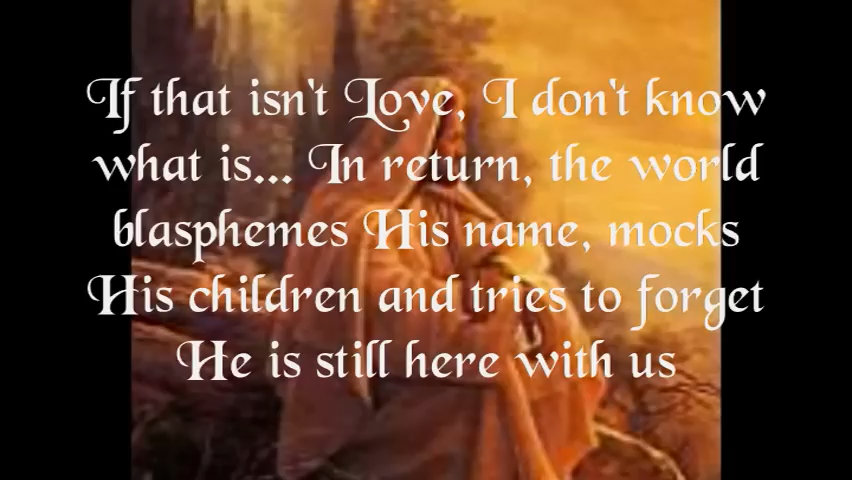 If that isn't Love, I don't know
what is... In return, the world
blasphemes His name, mocks
His children and tries to forget
He is still here with us